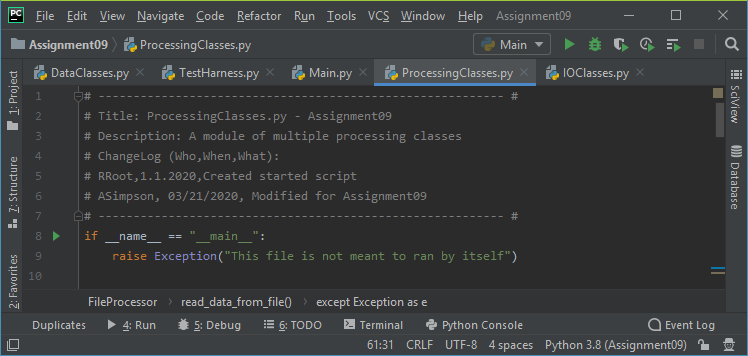 PC File Edit View Navigate Code Refactor Run Tools VCS Window Help Assignment09
Assignment09 ProcessingClasses.py Main
DataClasses.py TestHarness.py Main.py ProcessingClasses.py IOClasses.py
1: Project
7: Structure
2: Favorites
1 # ---------------------------------------------------------- #
2 # Title: ProcessingClasses.py - Assignment09
3 # Description: A module of multiple processing classes
4 # ChangeLog (Who,When,What):
5 # RRoot,1.1.2020,Created started script
6 # ASimpson, 03/21/2020, Modified for Assignment09
7 # ---------------------------------------------------------- #
8 if __name__ == "__main__":
9 raise Exception("This file is not meant to ran by itself")
10
SciView
Database
FileProcessor read_data_from_file() except Exception as e
Duplicates 4: Run 5: Debug 6: TODO Terminal Python Console Event Log
61:31 CRLF UTF-8 4 spaces Python 3.8 (Assignment09)